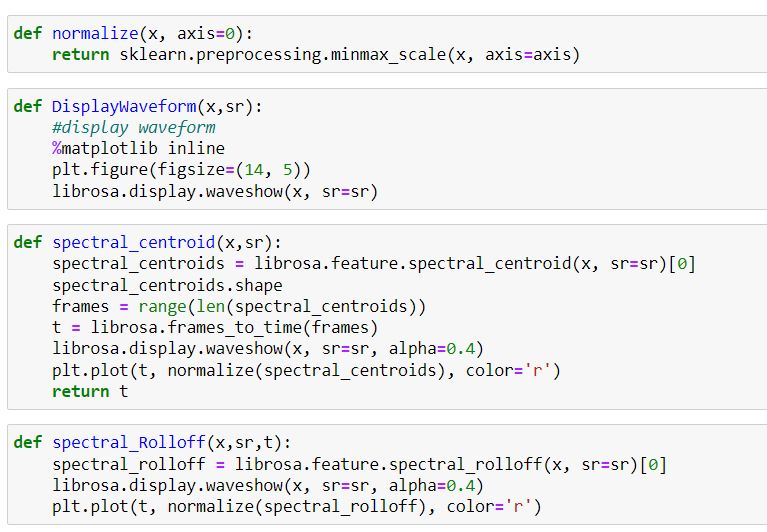 def normalize(x, axis=0):
    return sklearn.preprocessing.minmax_scale(x, axis=axis)
def DisplayWaveform(x,sr):
    #display waveform
    %matplotlib inline
    plt.figure(figsize=(14, 5))
    librosa.display.waveshow(x, sr=sr)
def spectral_centroid(x,sr):
    spectral_centroids = librosa.feature.spectral_centroid(x, sr=sr)[0]
    spectral_centroids.shape
    frames = range(len(spectral_centroids))
    t = librosa.frames_to_time(frames)
    librosa.display.waveshow(x, sr=sr, alpha=0.4)
    plt.plot(t, normalize(spectral_centroids), color='r')
    return t
def spectral_Rolloff(x,sr,t):
    spectral_rolloff = librosa.feature.spectral_rolloff(x, sr=sr)[0]
    librosa.display.waveshow(x, sr=sr, alpha=0.4)
    plt.plot(t, normalize(spectral_rolloff), color='r')